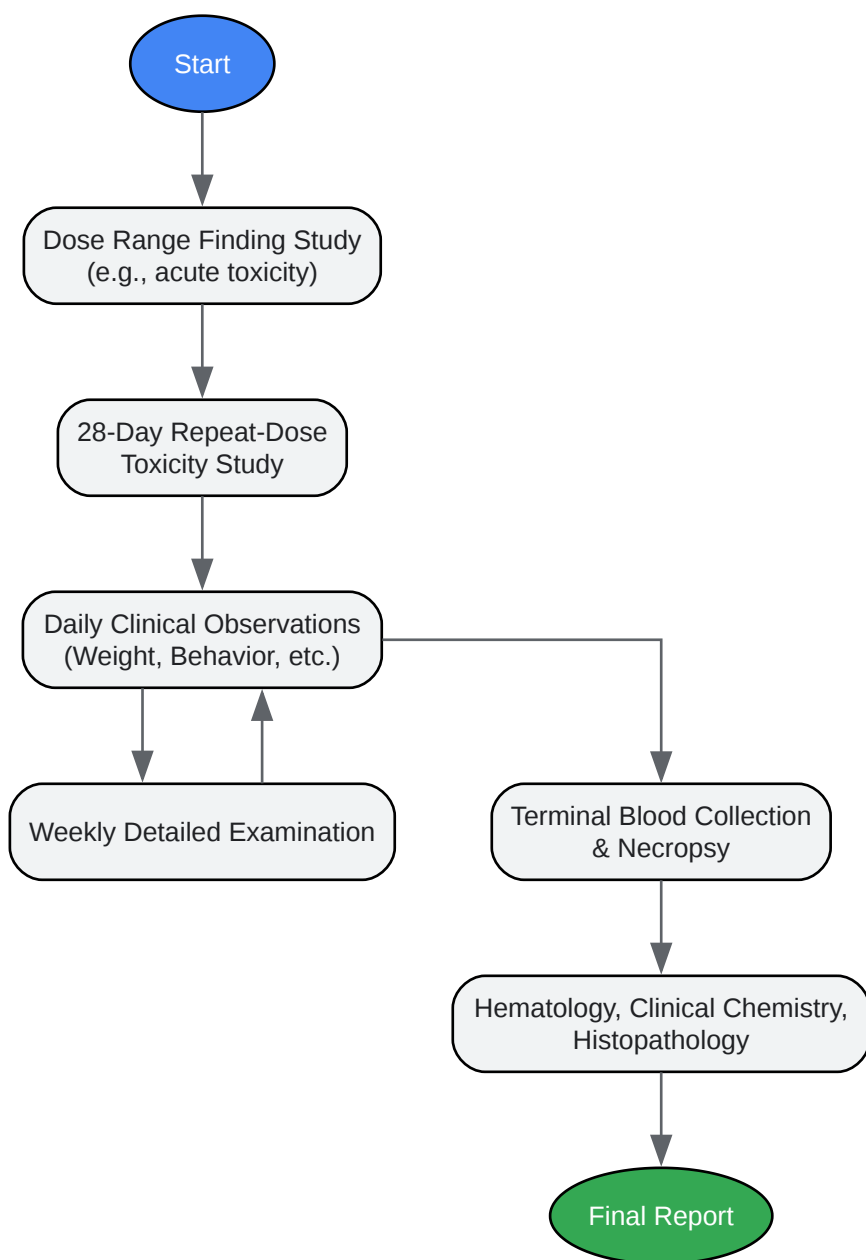 Start
Dose Range Finding Study
(e.g., acute toxicity)
28-Day Repeat-Dose
Toxicity Study
Daily Clinical Observations
(Weight, Behavior, etc.)
Weekly Detailed Examination
Terminal Blood Collection
& Necropsy
Hematology, Clinical Chemistry,
Histopathology
Final Report